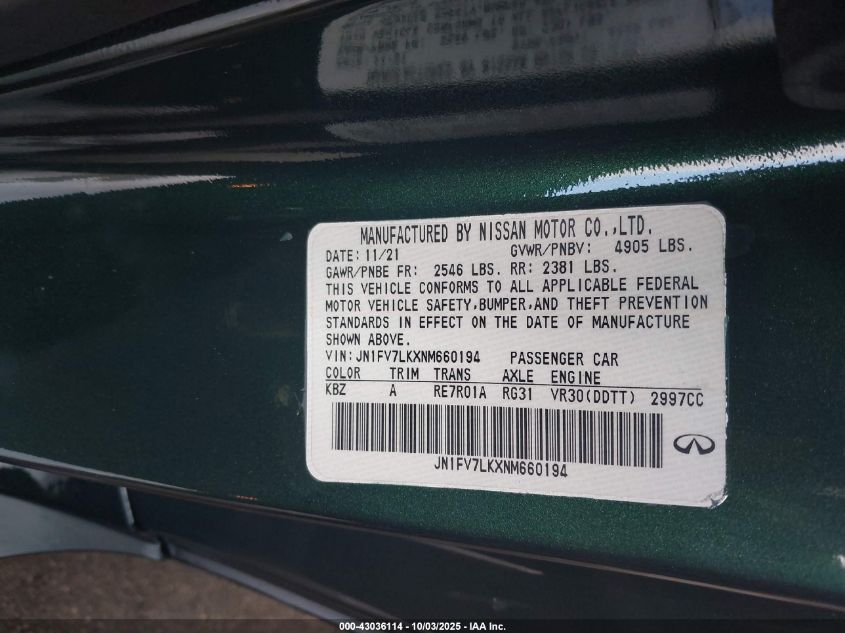 MANUFACTURED BY NISSAN MOTOR CO.,LTD.
DATE: 11/21 GVWR/PNBV: 4905 LBS.
GAWR/PNBE FR: 2546 LBS. RR: 2381 LBS.
THIS VEHICLE CONFORMS TO ALL APPLICABLE FEDERAL
MOTOR VEHICLE SAFETY,BUMPER,AND THEFT PREVENTION
STANDARDS IN EFFECT ON THE DATE OF MANUFACTURE
SHOWN ABOVE.
VIN: JN1FV7LKXNM660194 PASSENGER CAR
COLOR TRIM TRANS AXLE ENGINE
KBZ A RE7R01A RG31 VR30(DDTT) 2997CC
JN1FV7LKXNM660194
000-43036114 - 10/03/2025 - IAA Inc.